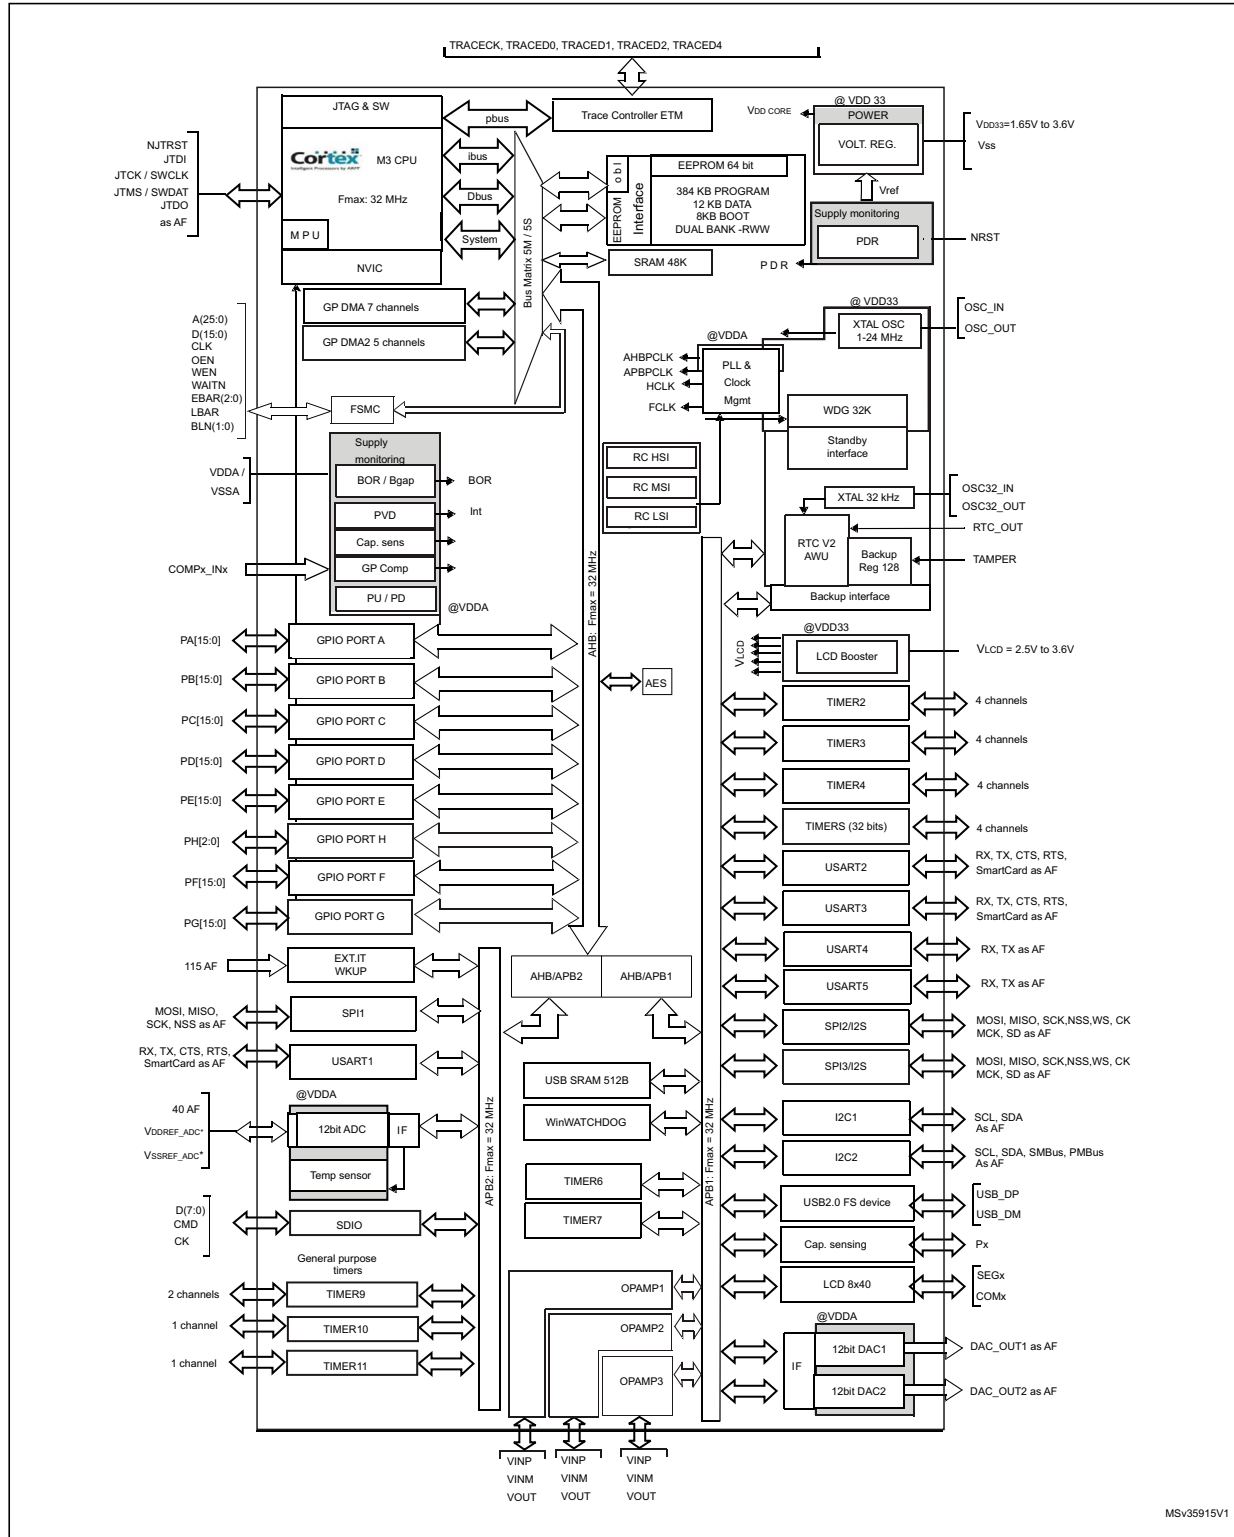 TRACECK, TRACED0, TRACED1, TRACED2, TRACED4
JTAG & SW
pbus
Trace Controller ETM
VDD CORE
@ VDD 33
POWER
VOLT. REG.
VDD33=1.65V to 3.6V
Vss
NJTRST
JTDI
JTCK / SWCLK
JTMS / SWDAT
JTDO
as AF
Cortex
Intelligent Processors by ARM
M3 CPU
Fmax: 32 MHz
M P U
NVIC
ibus
Dbus
System
Bus Matrix 5M / 5S
EEPROM
obl
Interface
EEPROM 64 bit
384 KB PROGRAM
12 KB DATA
8KB BOOT
DUAL BANK -RWW
SRAM 48K
Vref
Supply monitoring
PDR
P D R
NRST
GP DMA 7 channels
GP DMA2 5 channels
A(25:0)
D(15:0)
CLK
OEN
WEN
WAITN
EBAR(2:0)
LBAR
BLN(1:0)
FSMC
@ VDD33
XTAL OSC
1-24 MHz
OSC_IN
OSC_OUT
@VDDA
PLL &
Clock
Mgmt
AHBPCLK
APBPCLK
HCLK
FCLK
WDG 32K
Standby
interface
RC HSI
RC MSI
RC LSI
XTAL 32 kHz
OSC32_IN
OSC32_OUT
RTC V2
AWU
RTC_OUT
Backup
Reg 128
TAMPER
Backup interface
Supply
monitoring
VDDA /
VSSA
BOR / Bgap
BOR
PVD
Int
Cap. sens
GP Comp
COMPx_INx
PU / PD
@VDDA
AHB: Fmax = 32 MHz
AES
PA[15:0]
GPIO PORT A
PB[15:0]
GPIO PORT B
PC[15:0]
GPIO PORT C
PD[15:0]
GPIO PORT D
PE[15:0]
GPIO PORT E
PH[2:0]
GPIO PORT H
PF[15:0]
GPIO PORT F
PG[15:0]
GPIO PORT G
115 AF
EXT.IT
WKUP
MOSI, MISO,
SCK, NSS as AF
SPI1
RX, TX, CTS, RTS,
SmartCard as AF
USART1
@VDDA
40 AF
VDDREF_ADC*
VSSREF_ADC*
12bit ADC
IF
Temp sensor
D(7:0)
CMD
CK
SDIO
General purpose
timers
2 channels
TIMER9
1 channel
TIMER10
1 channel
TIMER11
APB2: Fmax = 32 MHz
AHB/APB2
AHB/APB1
USB SRAM 512B
WinWATCHDOG
TIMER6
TIMER7
OPAMP1
OPAMP2
OPAMP3
VINP
VINM
VOUT
VINP
VINM
VOUT
VINP
VINM
VOUT
APB1: Fmax = 32 MHz
@VDD33
VLCD
LCD Booster
VLCD = 2.5V to 3.6V
TIMER2
4 channels
TIMER3
4 channels
TIMER4
4 channels
TIMERS (32 bits)
4 channels
USART2
RX, TX, CTS, RTS,
SmartCard as AF
USART3
RX, TX, CTS, RTS,
SmartCard as AF
USART4
RX, TX as AF
USART5
RX, TX as AF
SPI2/I2S
MOSI, MISO, SCK,NSS,WS, CK
MCK, SD as AF
SPI3/I2S
MOSI, MISO, SCK,NSS,WS, CK
MCK, SD as AF
I2C1
SCL, SDA
As AF
I2C2
SCL, SDA, SMBus, PMBus
As AF
USB2.0 FS device
USB_DP
USB_DM
Cap. sensing
Px
LCD 8x40
SEGx
COMx
@VDDA
IF
12bit DAC1
DAC_OUT1 as AF
12bit DAC2
DAC_OUT2 as AF
MSv35915V1